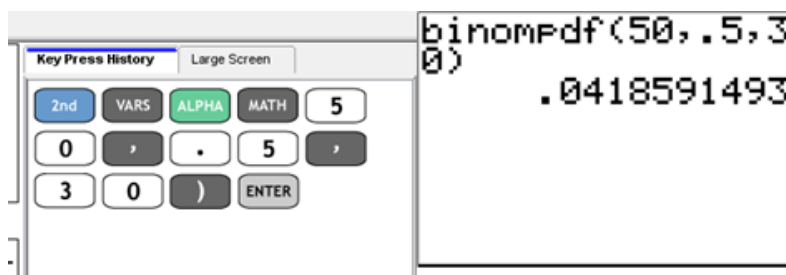 Key Press History
Large Screen
2nd VARS ALPHA MATH 5
0 , . 5 ,
3 0 ) ENTER
binompdf(50,.5,3
0)
.0418591493